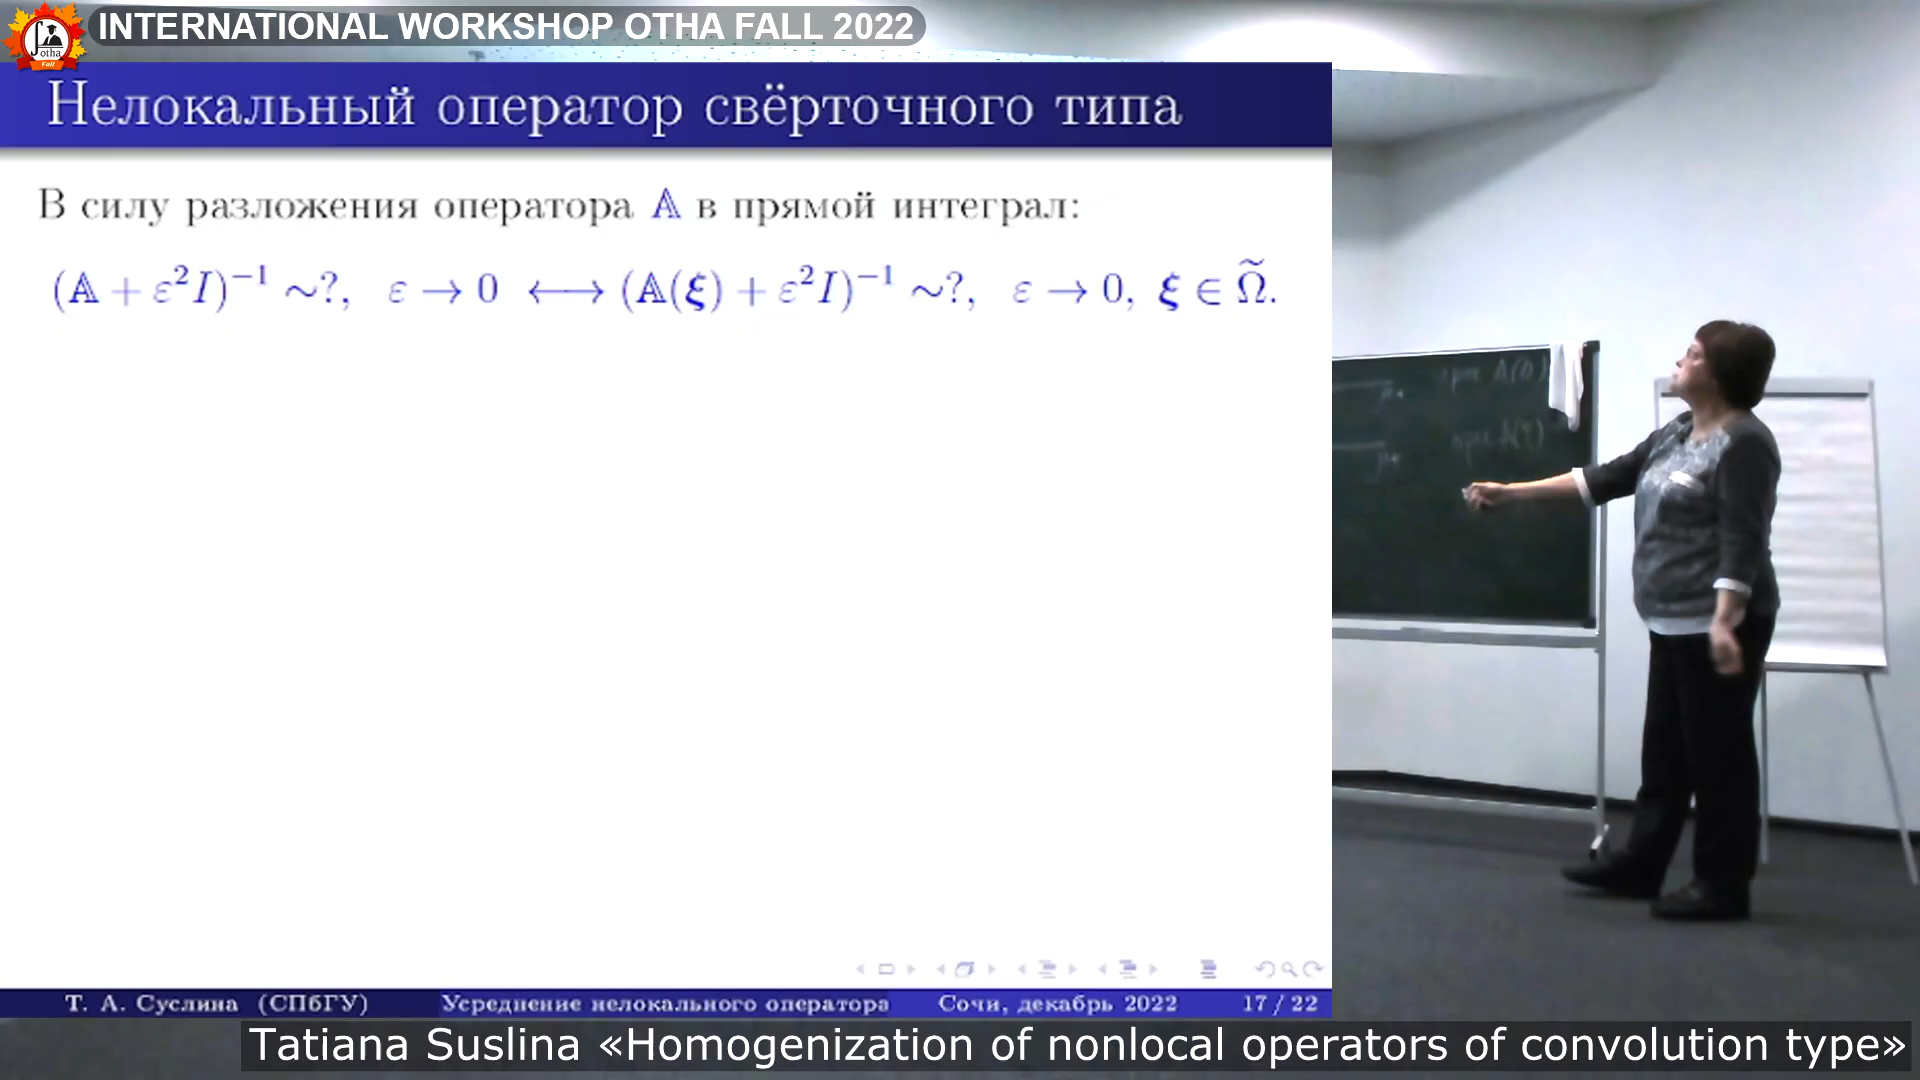 INTERNATIONAL WORKSHOP OTHA FALL 2022
otha
Fall
Нелокальный оператор свёрточного типа
В силу разложения оператора 𝔸 в прямой интеграл:
(𝔸 + ε²I)⁻¹ ∼?, ε → 0 ⟷ (𝔸(ξ) + ε²I)⁻¹ ∼?, ε → 0, ξ ∈ Ω̃.
Т. А. Суслина (СПбГУ) Усреднение нелокального оператора Сочи, декабрь 2022 17 / 22
Tatiana Suslina «Homogenization of nonlocal operators of convolution type»